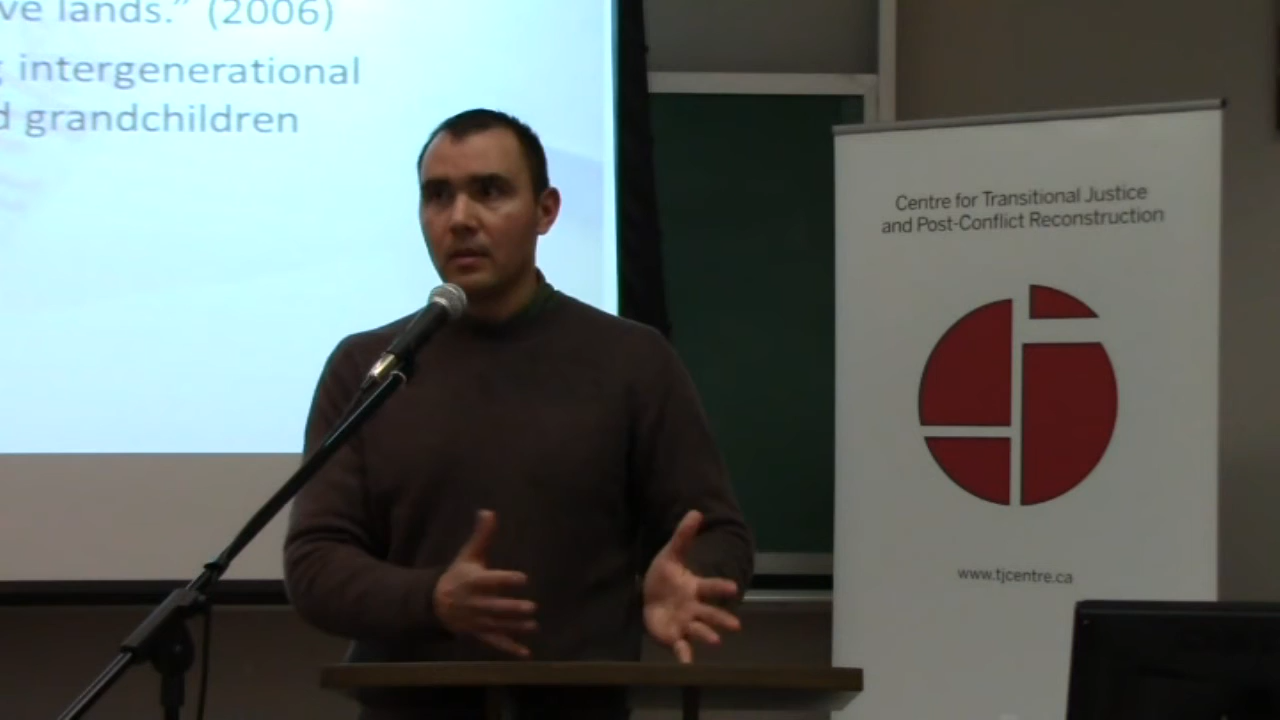 ve lands.” (2006)
intergenerational
d grandchildren
Centre for Transitional Justice
and Post-Conflict Reconstruction
www.tjcentre.ca